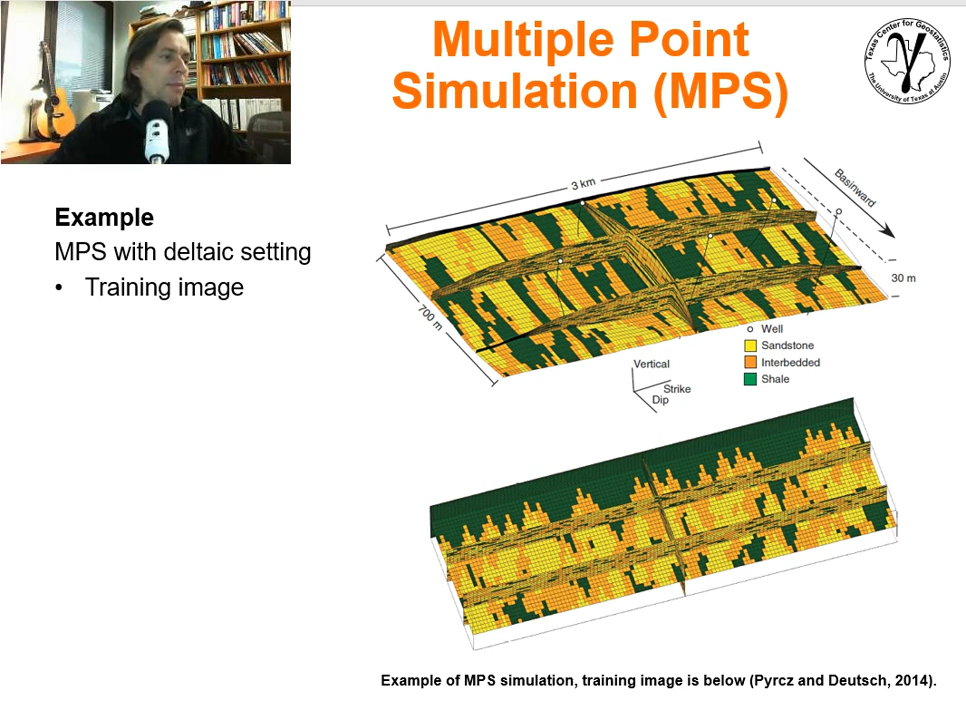 Multiple Point
Simulation (MPS)
Texas Center for Geostatistics
The University of Texas at Austin
Example
MPS with deltaic setting
• Training image
3 km
Basinward
700 m
30 m
Well
Sandstone
Interbedded
Shale
Vertical
Strike
Dip
Example of MPS simulation, training image is below (Pyrcz and Deutsch, 2014).